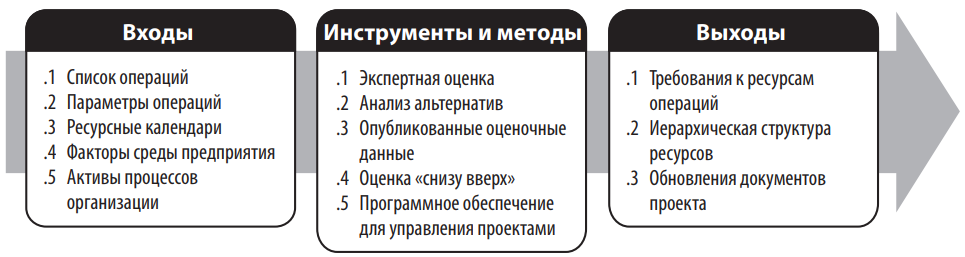 Входы
.1 Список операций
.2 Параметры операций
.3 Ресурсные календари
.4 Факторы среды предприятия
.5 Активы процессов
организации
Инструменты и методы
.1 Экспертная оценка
.2 Анализ альтернатив
.3 Опубликованные оценочные
данные
.4 Оценка «снизу вверх»
.5 Программное обеспечение
для управления проектами
Выходы
.1 Требования к ресурсам
операций
.2 Иерархическая структура
ресурсов
.3 Обновления документов
проекта